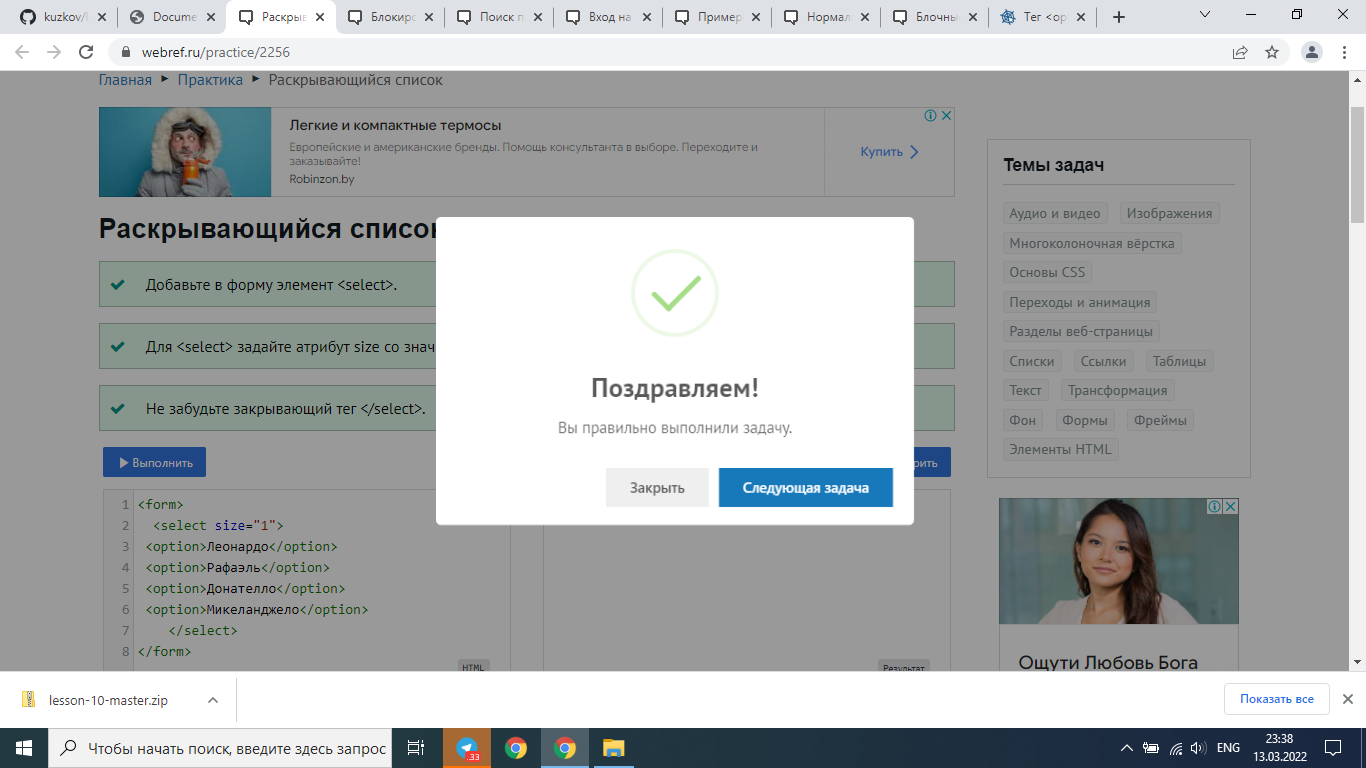 kuzkov/l
Docume
Раскрыв
Блокиро
Поиск п
Вход на
Пример
Нормал
Блочны
Тег <op
webref.ru/practice/2256
Главная ► Практика ► Раскрывающийся список
Легкие и компактные термосы
Европейские и американские бренды. Помощь консультанта в выборе. Переходите и
заказывайте!
Robinzon.by
Купить
Раскрывающийся список
Добавьте в форму элемент <select>.
Для <select> задайте атрибут size со знач
Не забудьте закрывающий тег </select>.
Выполнить
рить
Поздравляем!
Вы правильно выполнили задачу.
Закрыть
Следующая задача
1 <form>
2 <select size="1">
3 <option>Леонардо</option>
4 <option>Рафаэль</option>
5 <option>Донателло</option>
6 <option>Микеланджело</option>
7 </select>
8 </form>
HTML
Результат
Темы задач
Аудио и видео Изображения
Многоколоночная вёрстка
Основы CSS
Переходы и анимация
Разделы веб-страницы
Списки Ссылки Таблицы
Текст Трансформация
Фон Формы Фреймы
Элементы HTML
Ощути Любовь Бога
lesson-10-master.zip
Показать все
Чтобы начать поиск, введите здесь запрос
33
ENG
23:38
13.03.2022